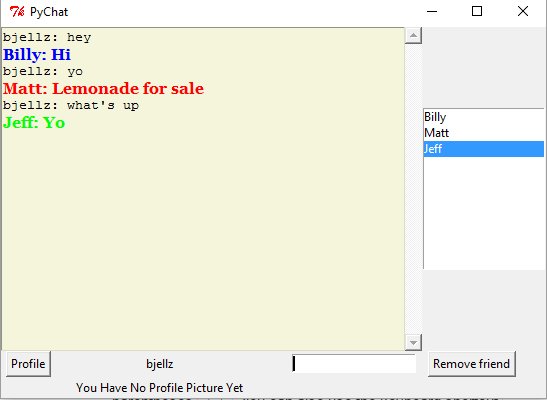 PyChat
bjellz: hey
Billy: Hi
bjellz: yo
Matt: Lemonade for sale
bjellz: what's up
Jeff: Yo
Billy
Matt
Jeff
Profile
bjellz
Remove friend
You Have No Profile Picture Yet